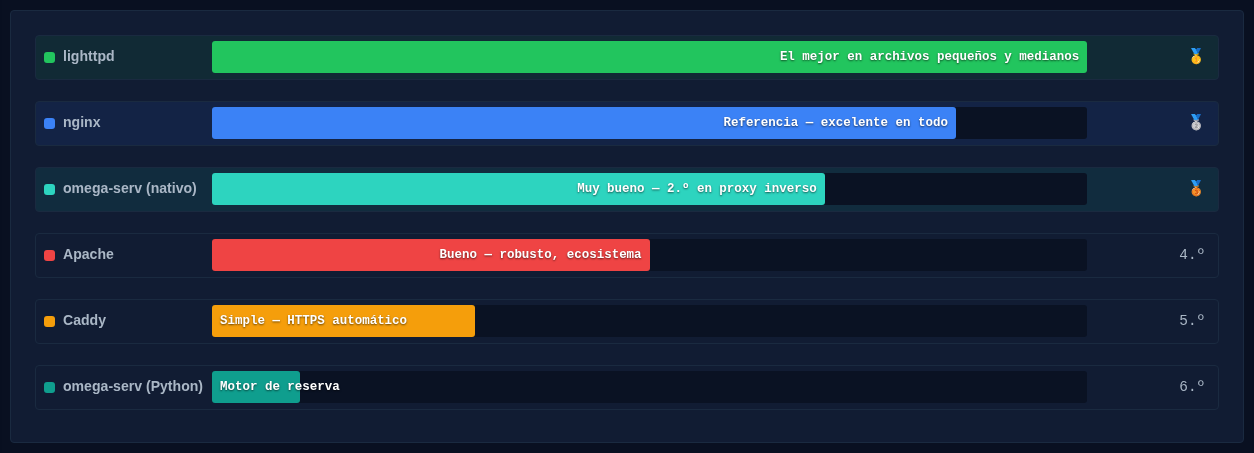 lighttpd El mejor en archivos pequeños y medianos 🥇
nginx Referencia — excelente en todo 🥈
omega-serv (nativo) Muy bueno — 2.º en proxy inverso 🥉
Apache Bueno — robusto, ecosistema 4.º
Caddy Simple — HTTPS automático 5.º
omega-serv (Python) Motor de reserva 6.º